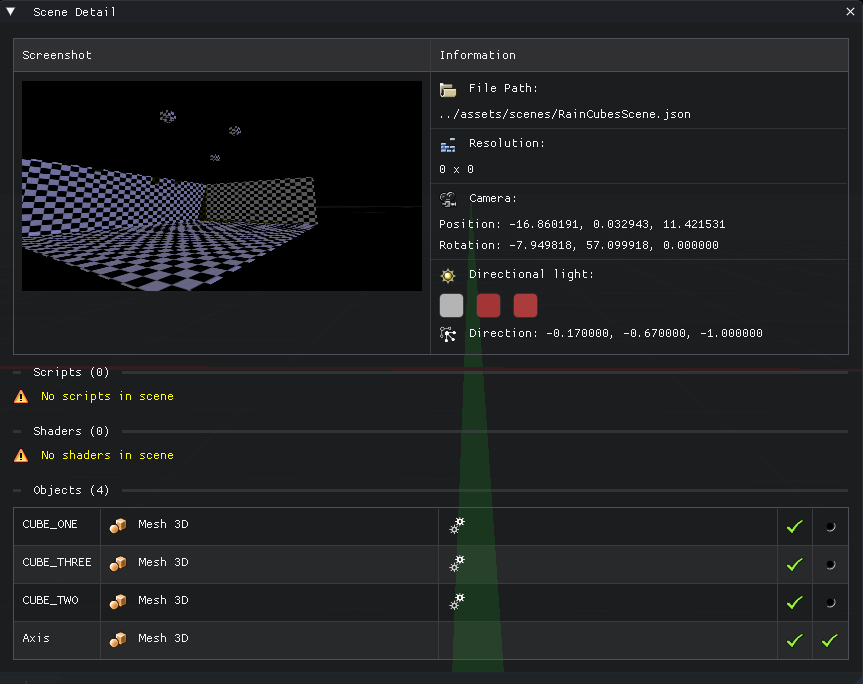 Scene Detail
Screenshot
Information
File Path:
../assets/scenes/RainCubesScene.json
Resolution:
0 x 0
Camera:
Position: -16.860191, 0.032943, 11.421531
Rotation: -7.949818, 57.099918, 0.000000
Directional light:
Direction: -0.170000, -0.670000, -1.000000
Scripts (0)
No scripts in scene
Shaders (0)
No shaders in scene
Objects (4)
CUBE_ONE Mesh 3D
CUBE_THREE Mesh 3D
CUBE_TWO Mesh 3D
Axis Mesh 3D